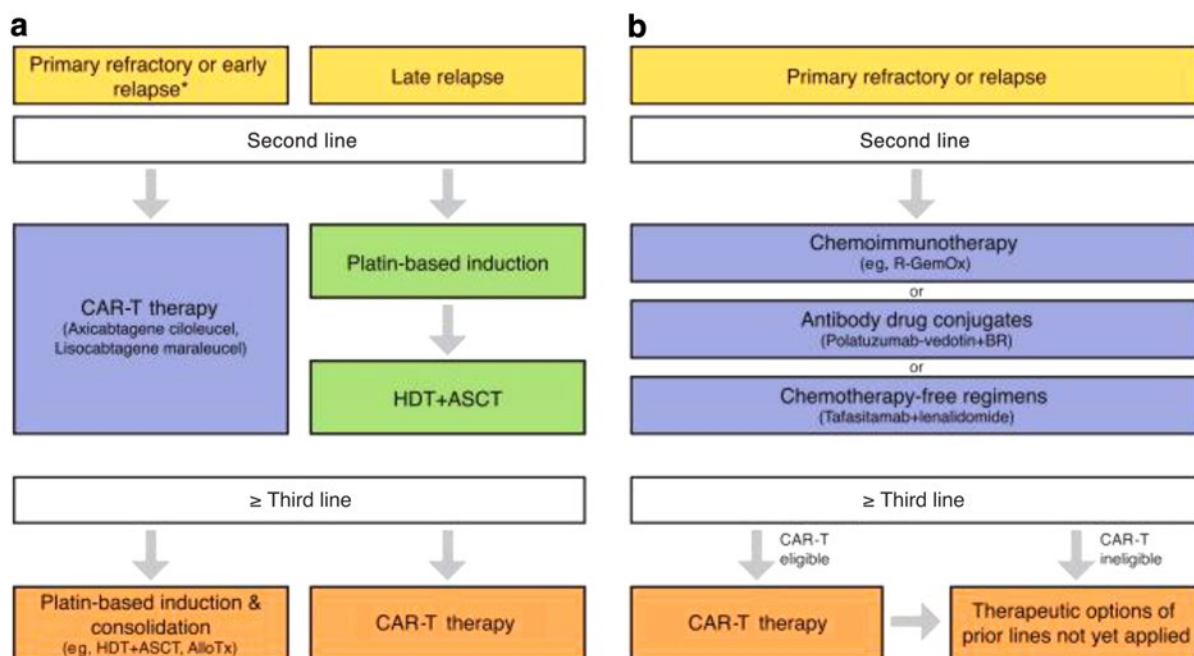 a
Primary refractory or early
relapse*
Late relapse
Second line
CAR-T therapy
(Axicabtagene ciloleucel,
Lisocabtagene maraleucel)
Platin-based induction
HDT+ASCT
≥ Third line
Platin-based induction &
consolidation
(eg, HDT+ASCT, AlloTx)
CAR-T therapy
b
Primary refractory or relapse
Second line
Chemoimmunotherapy
(eg, R-GemOx)
or
Antibody drug conjugates
(Polatuzumab-vedotin+BR)
or
Chemotherapy-free regimens
(Tafasitamab+lenalidomide)
≥ Third line
CAR-T
eligible
CAR-T
ineligible
CAR-T therapy
Therapeutic options of
prior lines not yet applied